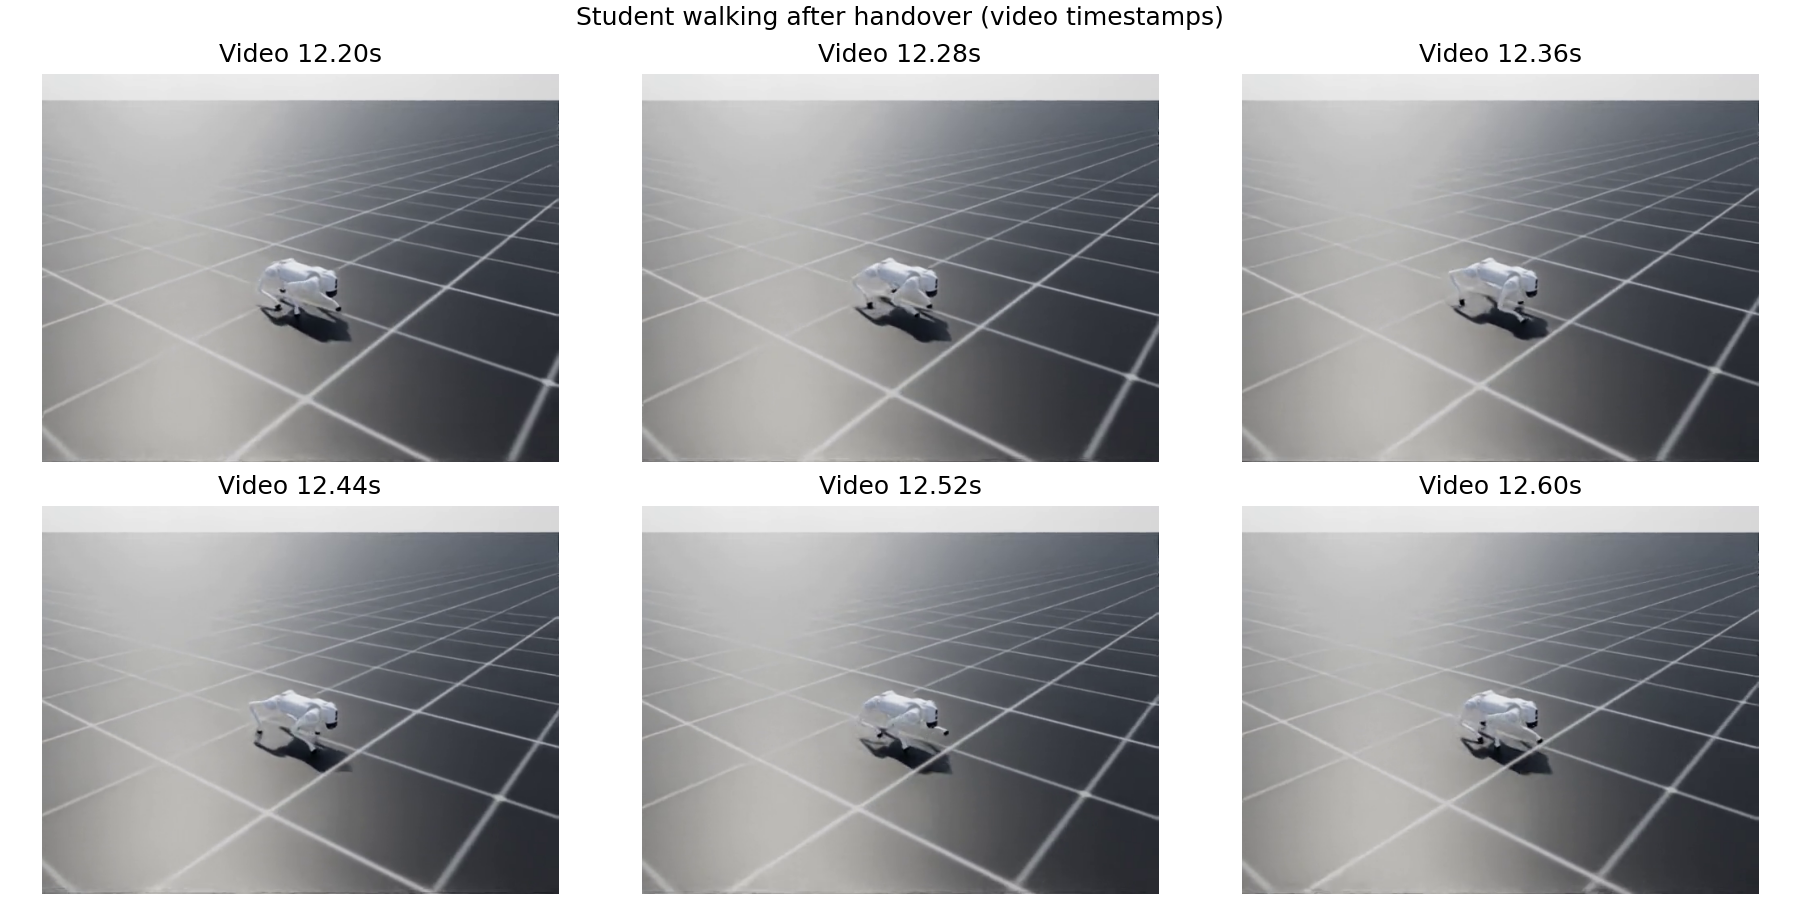 Student walking after handover (video timestamps)
Video 12.20s
Video 12.28s
Video 12.36s
Video 12.44s
Video 12.52s
Video 12.60s